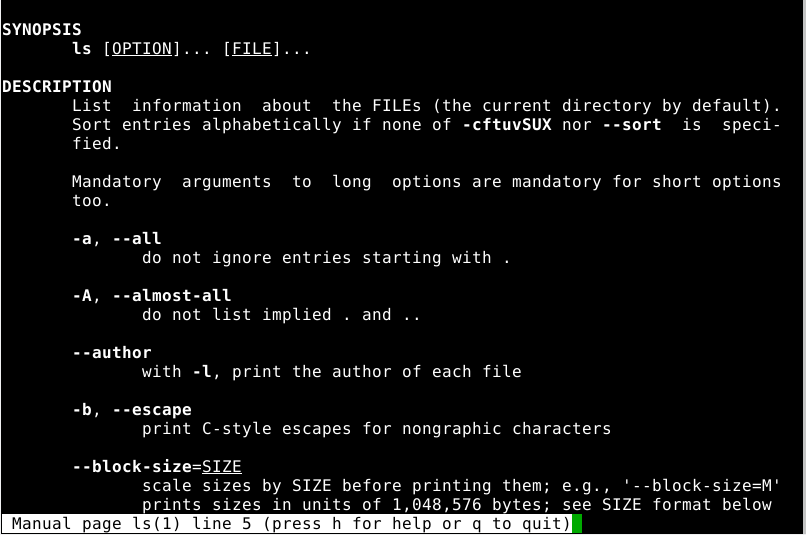 SYNOPSIS
ls [OPTION]... [FILE]...
DESCRIPTION
List information about the FILEs (the current directory by default).
Sort entries alphabetically if none of -cftuvSUX nor --sort is speci-
fied.
Mandatory arguments to long options are mandatory for short options
too.
-a, --all
do not ignore entries starting with .
-A, --almost-all
do not list implied . and ..
--author
with -l, print the author of each file
-b, --escape
print C-style escapes for nongraphic characters
--block-size=SIZE
scale sizes by SIZE before printing them; e.g., '--block-size=M'
prints sizes in units of 1,048,576 bytes; see SIZE format below
Manual page ls(1) line 5 (press h for help or q to quit)